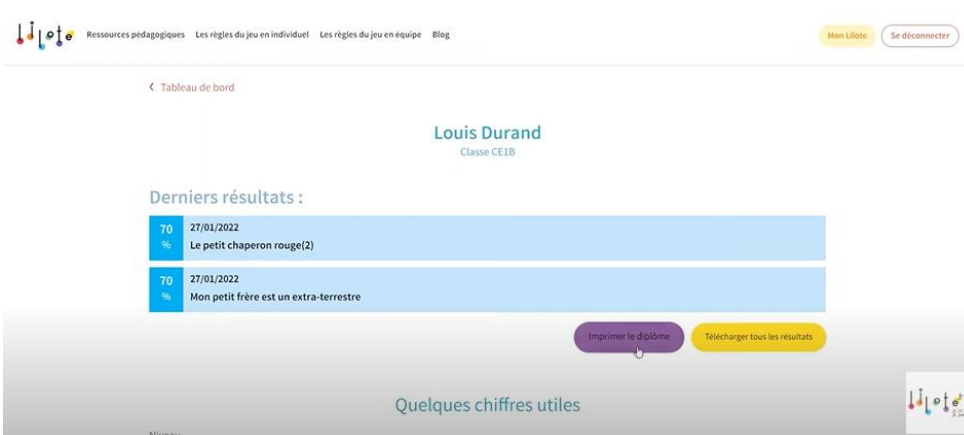 lilote Ressources pédagogiques Les règles du jeu en individuel Les règles du jeu en équipe Blog Mon Lilote Se déconnecter
Tableau de bord
Louis Durand
Classe CE1B
Derniers résultats :
70 % 27/01/2022
Le petit chaperon rouge(2)
70 % 27/01/2022
Mon petit frère est un extra-terrestre
Imprimer le diplôme Télécharger tous les résultats
Quelques chiffres utiles
lilote
Niveau